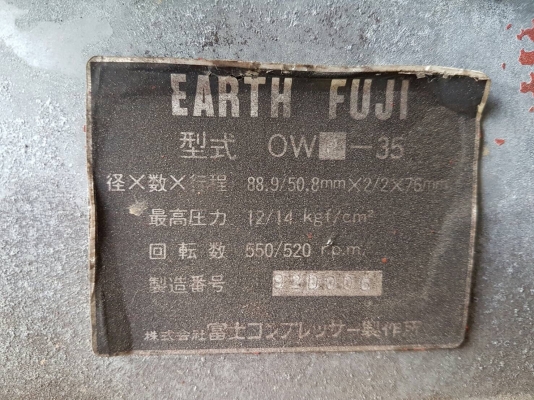 EARTH FUJI
型式 OW -35
径×数×行程 88.9/50.8mm×2/2×76mm
最高圧力 12/14 kgf/cm²
回転数 550/520 r.p.m.
製造番号
株式会社富士コンプレッサー製作所